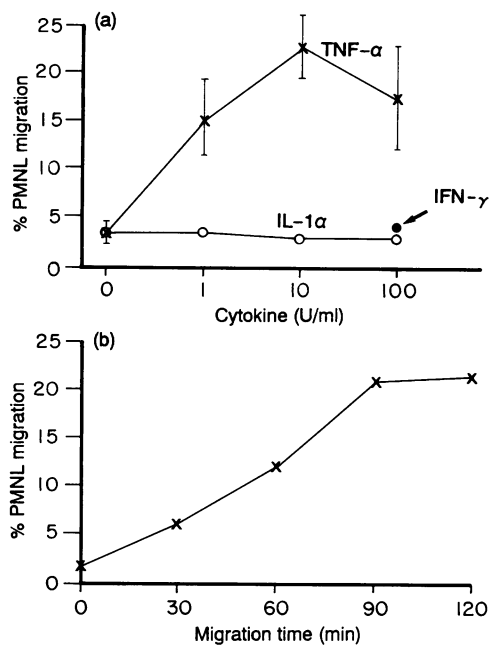 (a)
25
20
15
10
5
0
% PMNL migration
TNF-α
IL-1α
IFN-γ
0 1 10 100
Cytokine (U/ml)
(b)
25
20
15
10
5
0
% PMNL migration
0 30 60 90 120
Migration time (min)